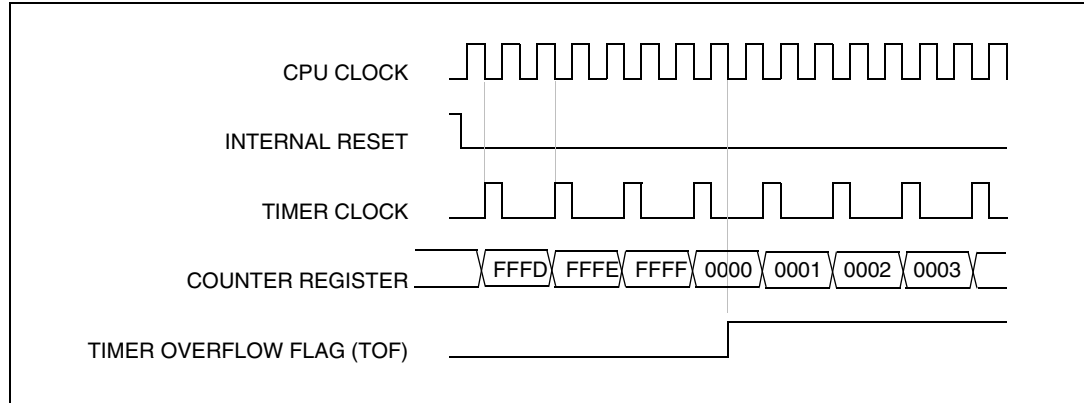 CPU CLOCK
INTERNAL RESET
TIMER CLOCK
COUNTER REGISTER FFFD FFFE FFFF 0000 0001 0002 0003
TIMER OVERFLOW FLAG (TOF)